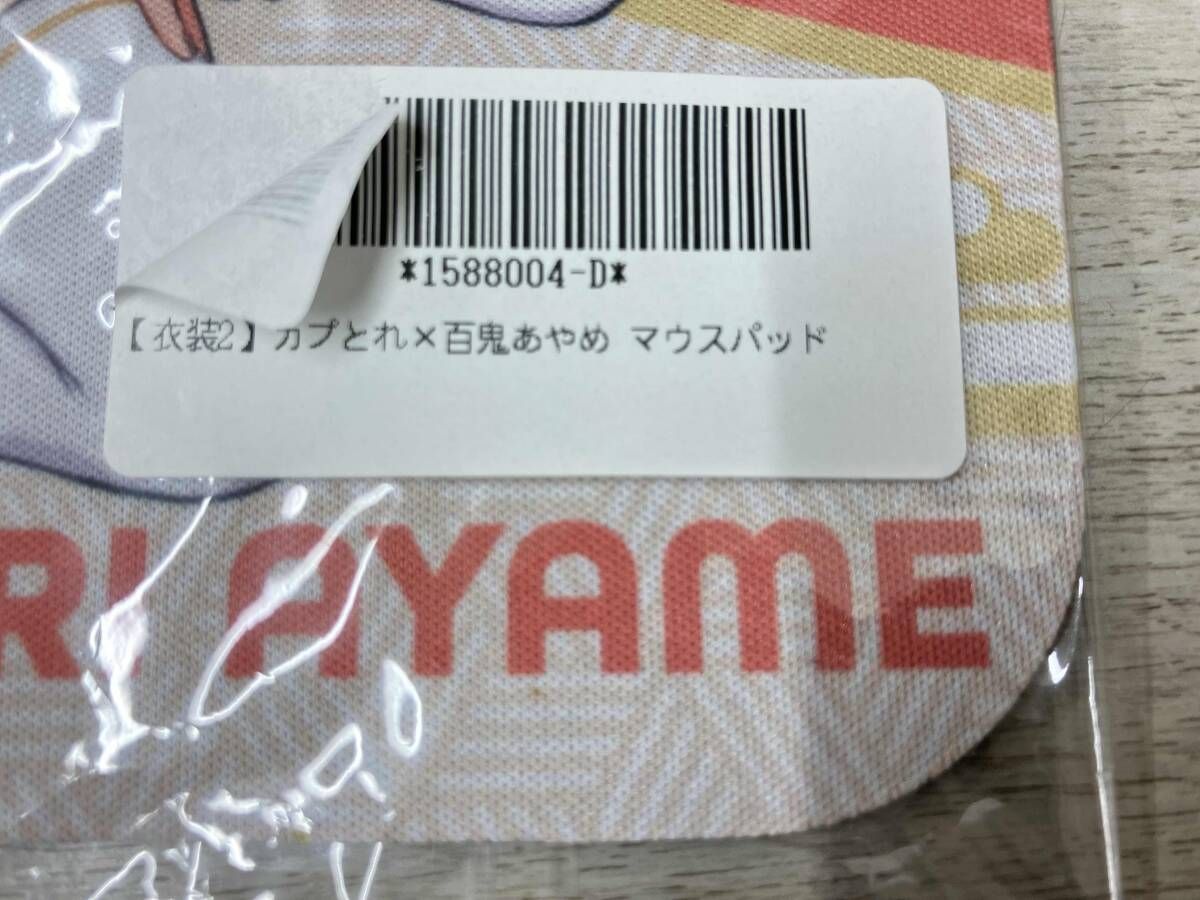 *1588004-D*
【衣装2】カプとれ×百鬼あやめ マウスパッド
RI AYAME